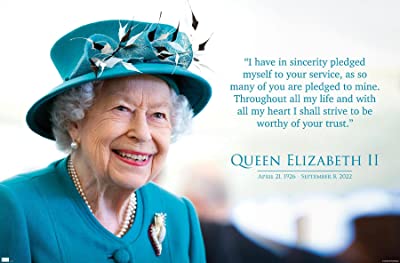 “I have in sincerity pledged
myself to your service, as so
many of you are pledged to mine.
Throughout all my life and with
all my heart I shall strive to be
worthy of your trust.”
Queen Elizabeth II
April 21, 1926 - September 8, 2022